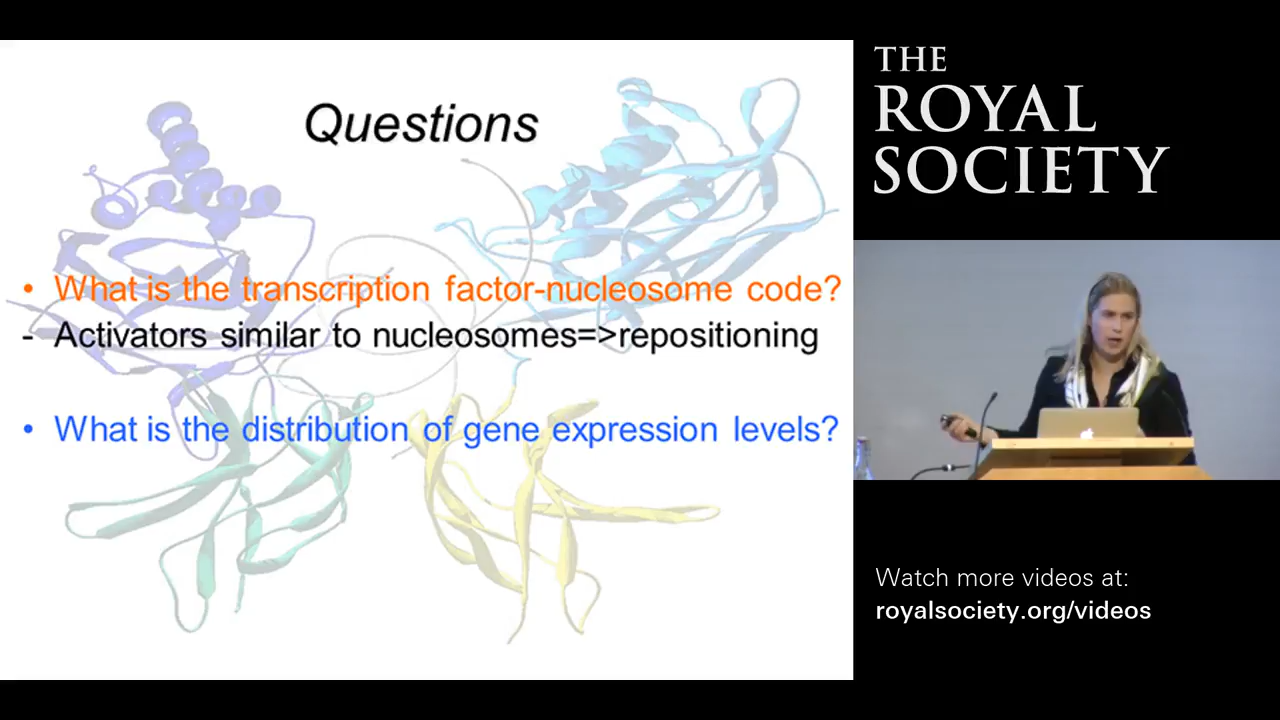 Questions
• What is the transcription factor-nucleosome code?
- Activators similar to nucleosomes=>repositioning
• What is the distribution of gene expression levels?
THE
ROYAL
SOCIETY
Watch more videos at:
royalsociety.org/videos